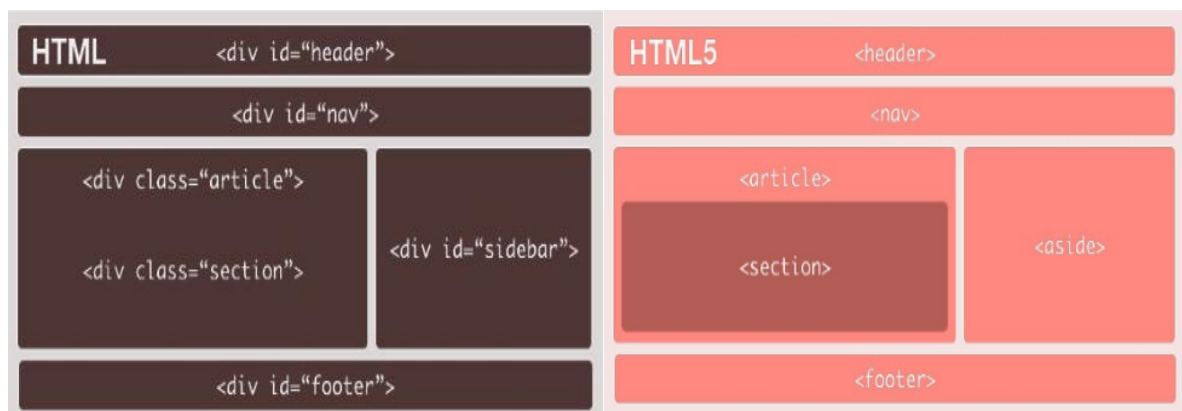 HTML <div id=“header”>
<div id=“nav”>
<div class=“article”>
<div class=“section”>
<div id=“sidebar”>
<div id=“footer”>
HTML5 <header>
<nav>
<article>
<section>
<aside>
<footer>